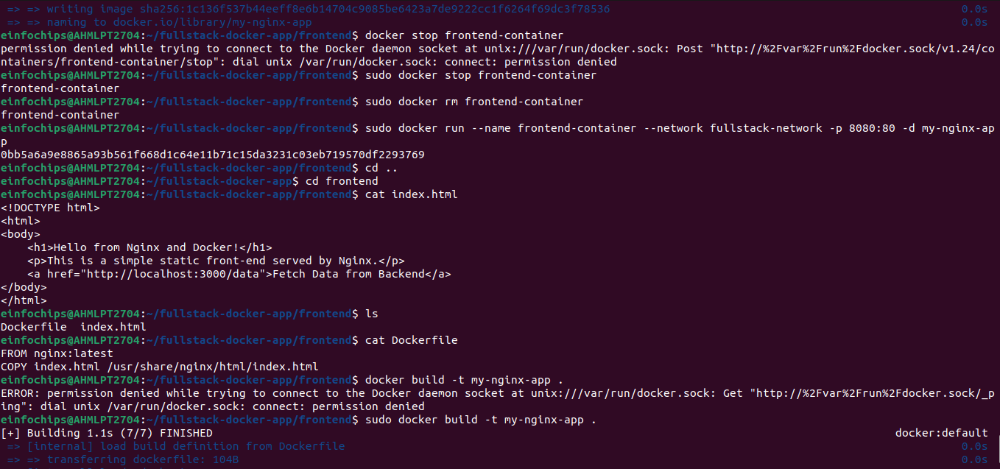 => => writing image sha256:1c136f537b44eeff8e6b14704c9085be6423a7de9222cc1f6264f69dc3f78536 0.0s
=> => naming to docker.io/library/my-nginx-app 0.0s
einfochips@AHMLPT2704:~/fullstack-docker-app/frontend$ docker stop frontend-container
permission denied while trying to connect to the Docker daemon socket at unix:///var/run/docker.sock: Post "http://%2Fvar%2Frun%2Fdocker.sock/v1.24/co
ntainers/frontend-container/stop": dial unix /var/run/docker.sock: connect: permission denied
einfochips@AHMLPT2704:~/fullstack-docker-app/frontend$ sudo docker stop frontend-container
frontend-container
einfochips@AHMLPT2704:~/fullstack-docker-app/frontend$ sudo docker rm frontend-container
frontend-container
einfochips@AHMLPT2704:~/fullstack-docker-app/frontend$ sudo docker run --name frontend-container --network fullstack-network -p 8080:80 -d my-nginx-ap
p
0bb5a6a9e8865a93b561f668d1c64e11b71c15da3231c03eb719570df2293769
einfochips@AHMLPT2704:~/fullstack-docker-app/frontend$ cd ..
einfochips@AHMLPT2704:~/fullstack-docker-app$ cd frontend
einfochips@AHMLPT2704:~/fullstack-docker-app/frontend$ cat index.html
<!DOCTYPE html>
<html>
<body>
    <h1>Hello from Nginx and Docker!</h1>
    <p>This is a simple static front-end served by Nginx.</p>
    <a href="http://localhost:3000/data">Fetch Data from Backend</a>
</body>
</html>
einfochips@AHMLPT2704:~/fullstack-docker-app/frontend$ ls
Dockerfile  index.html
einfochips@AHMLPT2704:~/fullstack-docker-app/frontend$ cat Dockerfile
FROM nginx:latest
COPY index.html /usr/share/nginx/html/index.html
einfochips@AHMLPT2704:~/fullstack-docker-app/frontend$ docker build -t my-nginx-app .
ERROR: permission denied while trying to connect to the Docker daemon socket at unix:///var/run/docker.sock: Get "http://%2Fvar%2Frun%2Fdocker.sock/_p
ing": dial unix /var/run/docker.sock: connect: permission denied
einfochips@AHMLPT2704:~/fullstack-docker-app/frontend$ sudo docker build -t my-nginx-app .
[+] Building 1.1s (7/7) FINISHED docker:default
=> [internal] load build definition from Dockerfile 0.0s
=> => transferring dockerfile: 104B 0.0s